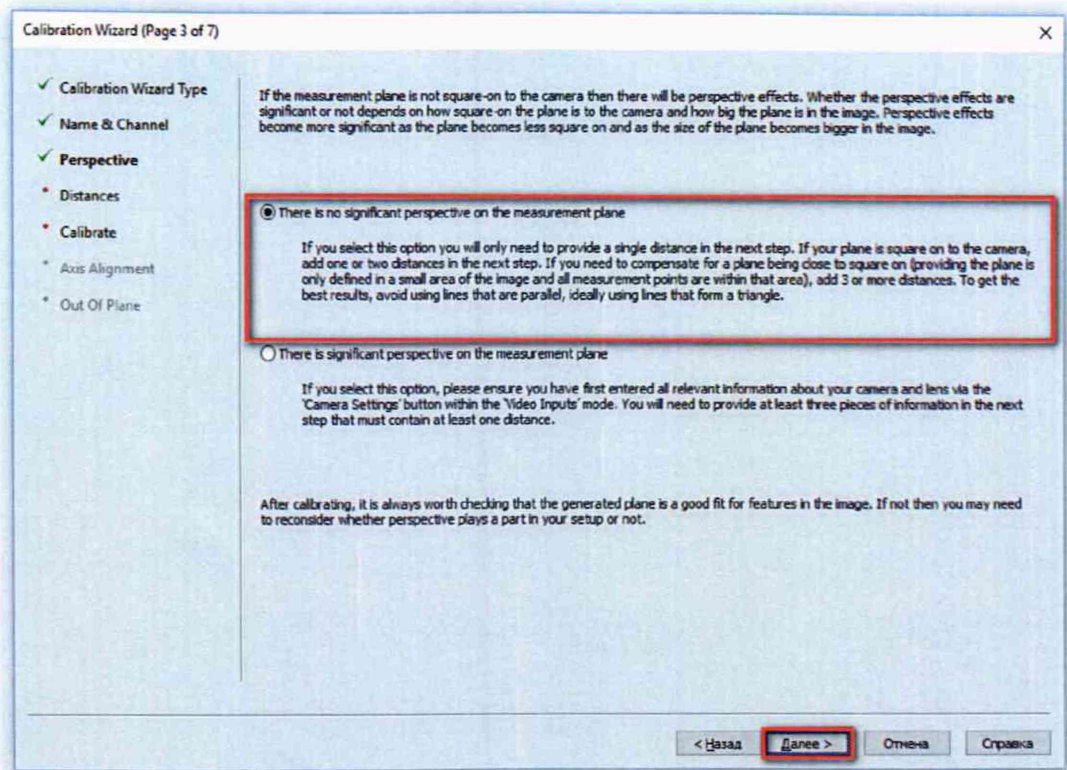 Calibration Wizard (Page 3 of 7)
Calibration Wizard Type
Name & Channel
Perspective
Distances
Calibrate
Axis Alignment
Out Of Plane
If the measurement plane is not square-on to the camera then there will be perspective effects. Whether the perspective effects are
significant or not depends on how square-on the plane is to the camera and how big the plane is in the image. Perspective effects
become more significant as the plane becomes less square on and as the size of the plane becomes bigger in the image.
There is no significant perspective on the measurement plane
If you select this option you will only need to provide a single distance in the next step. If your plane is square on to the camera,
add one or two distances in the next step. If you need to compensate for a plane being close to square on (providing the plane is
only defined in a small area of the image and all measurement points are within that area), add 3 or more distances. To get the
best results, avoid using lines that are parallel, ideally using lines that form a triangle.
There is significant perspective on the measurement plane
If you select this option, please ensure you have first entered all relevant information about your camera and lens via the
'Camera Settings' button within the 'Video Inputs' mode. You will need to provide at least three pieces of information in the next
step that must contain at least one distance.
After calibrating, it is always worth checking that the generated plane is a good fit for features in the image. If not then you may need
to reconsider whether perspective plays a part in your setup or not.
< Назад Далее > Отмена Справка